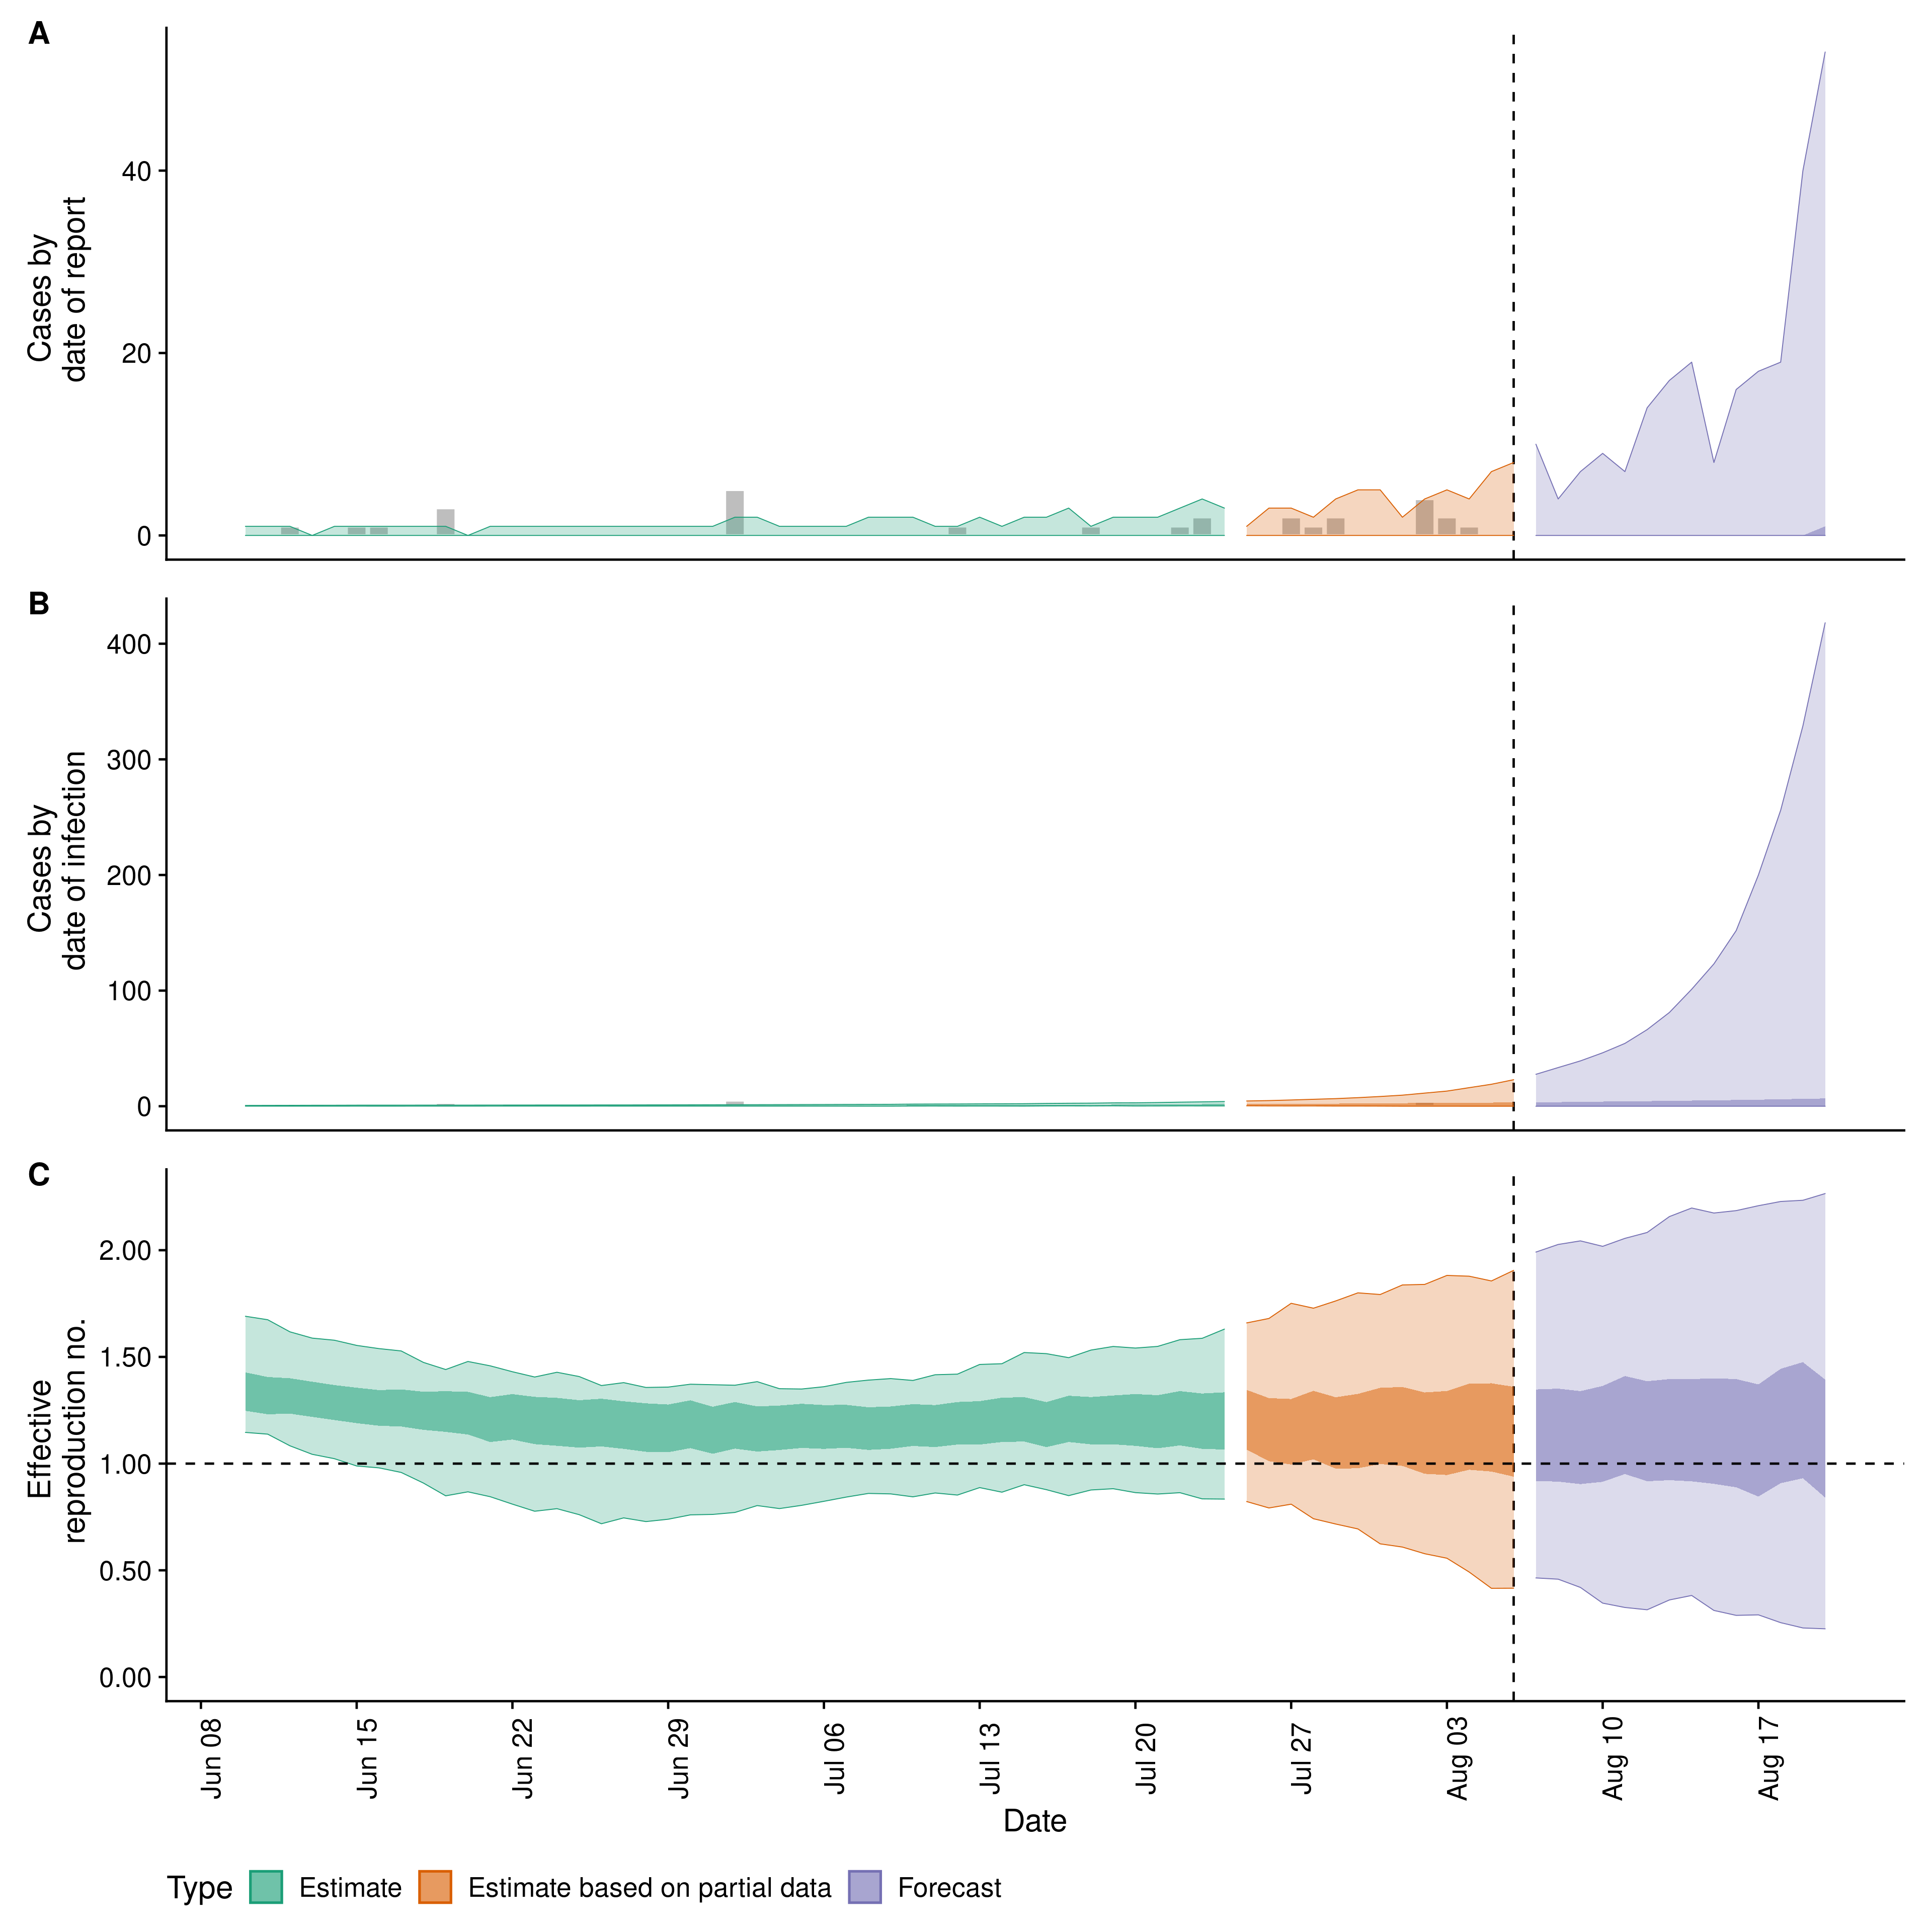 A
Cases by
date of report
40
20
0
B
Cases by
date of infection
400
300
200
100
0
C
Effective
reproduction no.
2.00
1.50
1.00
0.50
0.00
Jun 08
Jun 15
Jun 22
Jun 29
Jul 06
Jul 13
Jul 20
Jul 27
Aug 03
Aug 10
Aug 17
Date
Type Estimate Estimate based on partial data Forecast